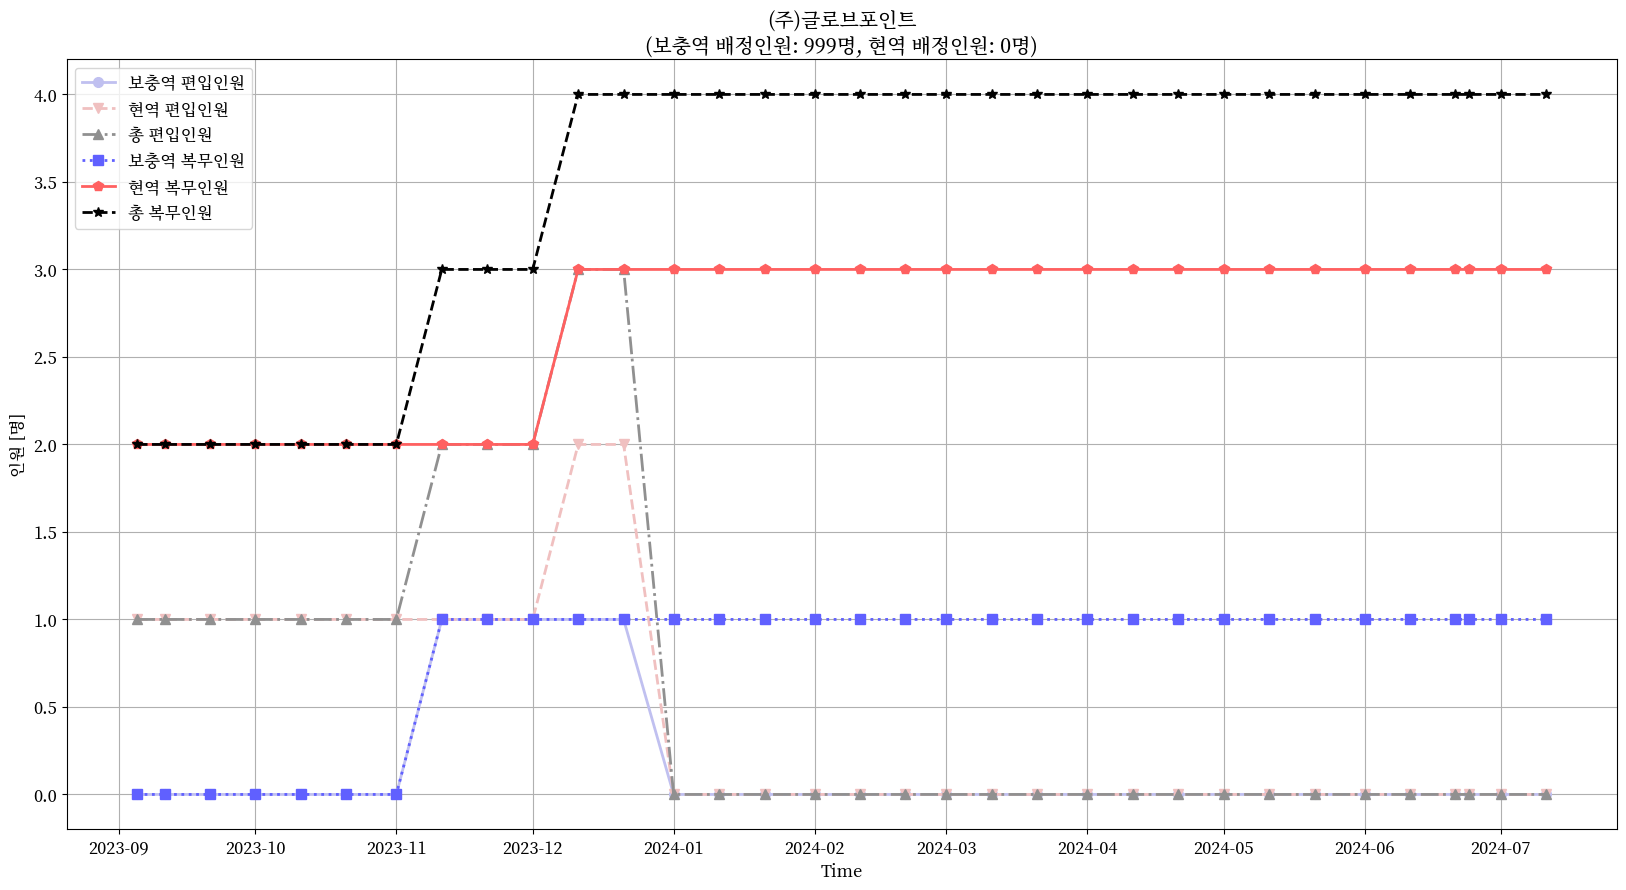 (주)글로브포인트
(보충역 배정인원: 999명, 현역 배정인원: 0명)
보충역 편입인원
현역 편입인원
총 편입인원
보충역 복무인원
현역 복무인원
총 복무인원
인원 [명]
4.0
3.5
3.0
2.5
2.0
1.5
1.0
0.5
0.0
2023-09 2023-10 2023-11 2023-12 2024-01 2024-02 2024-03 2024-04 2024-05 2024-06 2024-07
Time